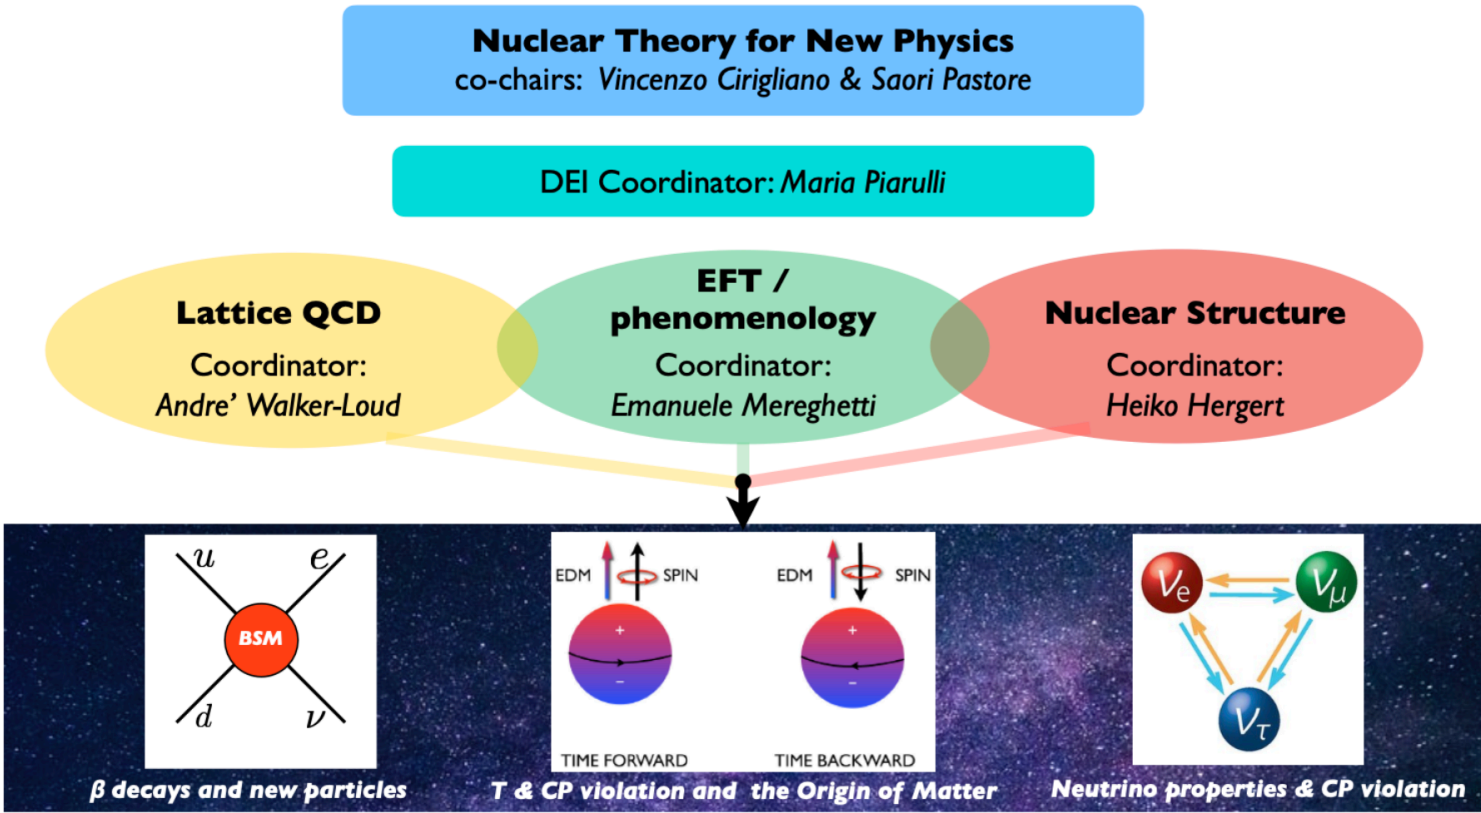 Nuclear Theory for New Physics
co-chairs: Vincenzo Cirigliano & Saori Pastore
DEI Coordinator: Maria Piarulli
Lattice QCD
Coordinator:
Andre' Walker-Loud
EFT /
phenomenology
Coordinator:
Emanuele Mereghetti
Nuclear Structure
Coordinator:
Heiko Hergert
u e
BSM
d ν
β decays and new particles
EDM SPIN
+
−
TIME FORWARD
EDM SPIN
+
−
TIME BACKWARD
T & CP violation and the Origin of Matter
νe νμ
ντ
Neutrino properties & CP violation